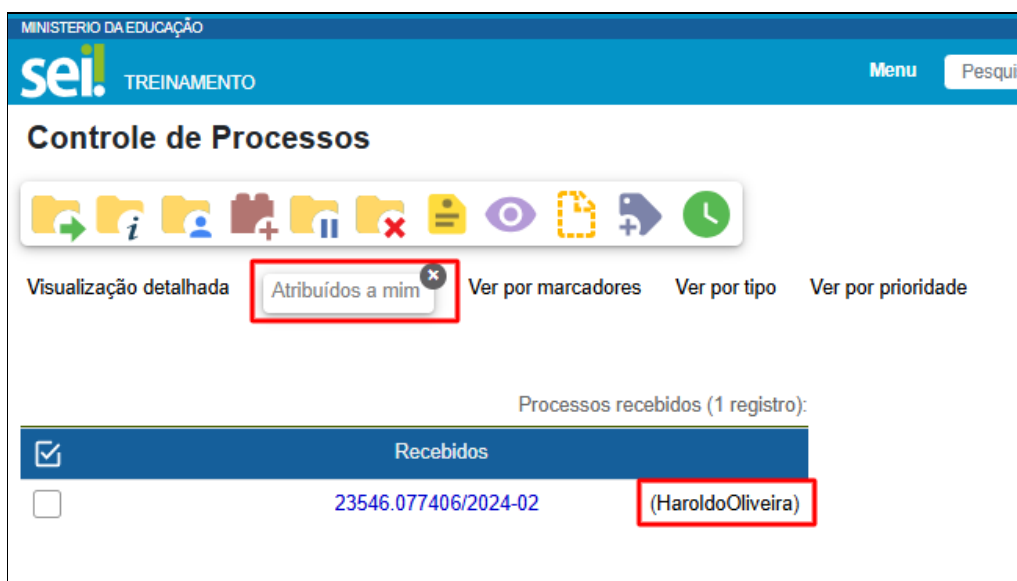 MINISTERIO DA EDUCAÇÃO
sei! TREINAMENTO
Menu
Pesqui
Controle de Processos
Visualização detalhada Atribuídos a mim Ver por marcadores Ver por tipo Ver por prioridade
Processos recebidos (1 registro):
Recebidos
23546.077406/2024-02 (HaroldoOliveira)